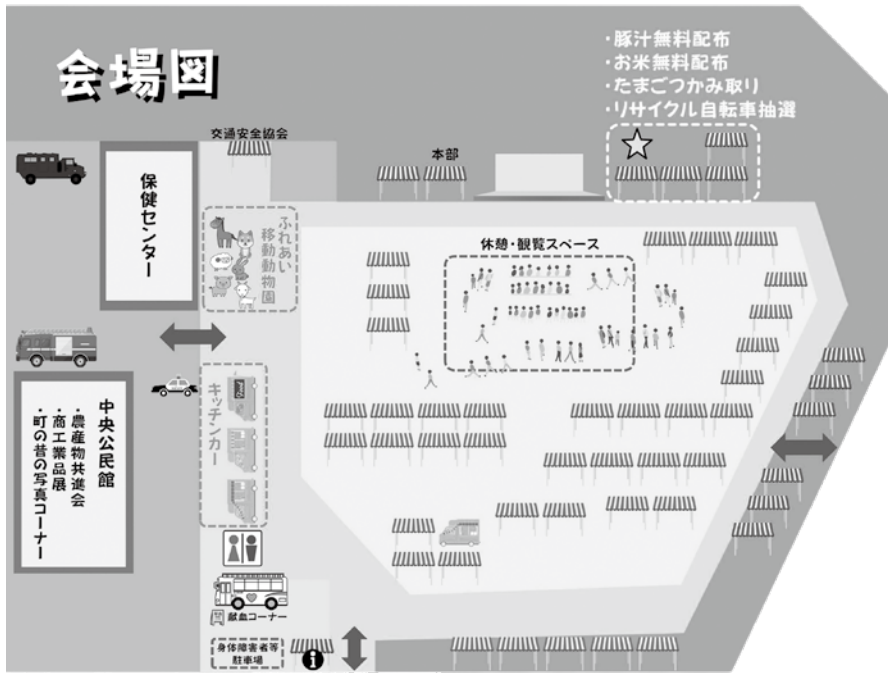 会場図
・豚汁無料配布
・お米無料配布
・たまごつかみ取り
・リサイクル自転車抽選
交通安全協会
本部
保健センター
ふれあい
移動動物園
休憩・観覧スペース
キッチンカー
中央公民館
・農産物共進会
・商工業品展
・町の昔の写真コーナー
献血コーナー
身体障害者等
駐車場
i